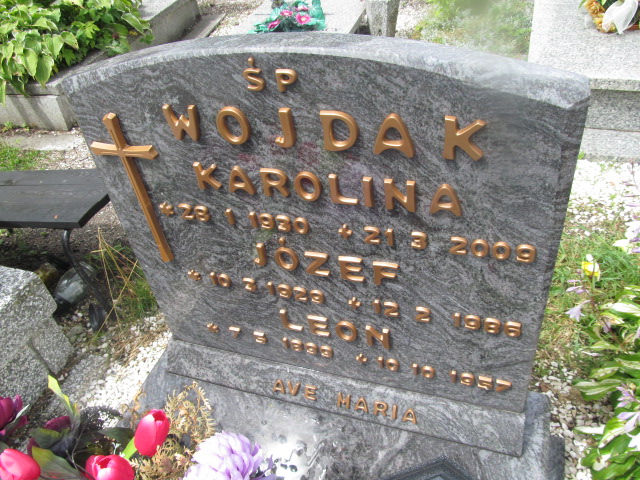 ŚP
WOJDAK
KAROLINA
*28 1 1930 *21 3 2009
JÓZEF
*10 3 1929 *12 2 1986
LEON
*7 5 1899 *10 10 1957
AVE MARIA